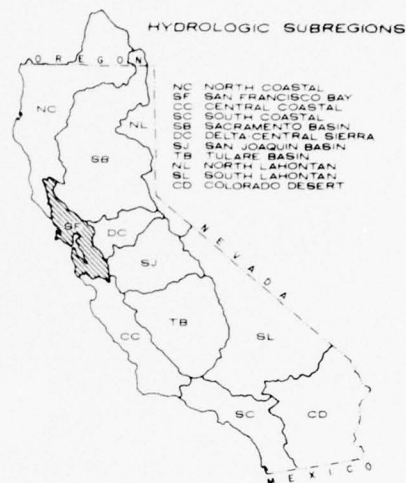 HYDROLOGIC SUBREGIONS
OREGON
NC NORTH COASTAL
SF SAN FRANCISCO BAY
CC CENTRAL COASTAL
SC SOUTH COASTAL
SB SACRAMENTO BASIN
DC DELTA-CENTRAL SIERRA
SJ SAN JOAQUIN BASIN
TB TULARE BASIN
NL NORTH LAHONTAN
SL SOUTH LAHONTAN
CD COLORADO DESERT
NC
NL
SB
SF
DC
NEVADA
SJ
TB
CC
SL
SC
CD
MEXICO